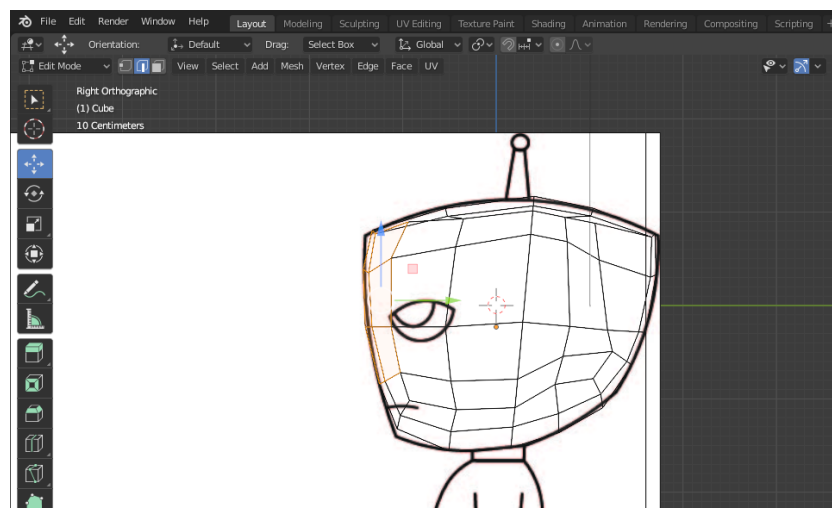 File Edit Render Window Help Layout Modeling Sculpting UV Editing Texture Paint Shading Animation Rendering Compositing Scripting +
Orientation: Default Drag: Select Box Global
Edit Mode View Select Add Mesh Vertex Edge Face UV
Right Orthographic
(1) Cube
10 Centimeters